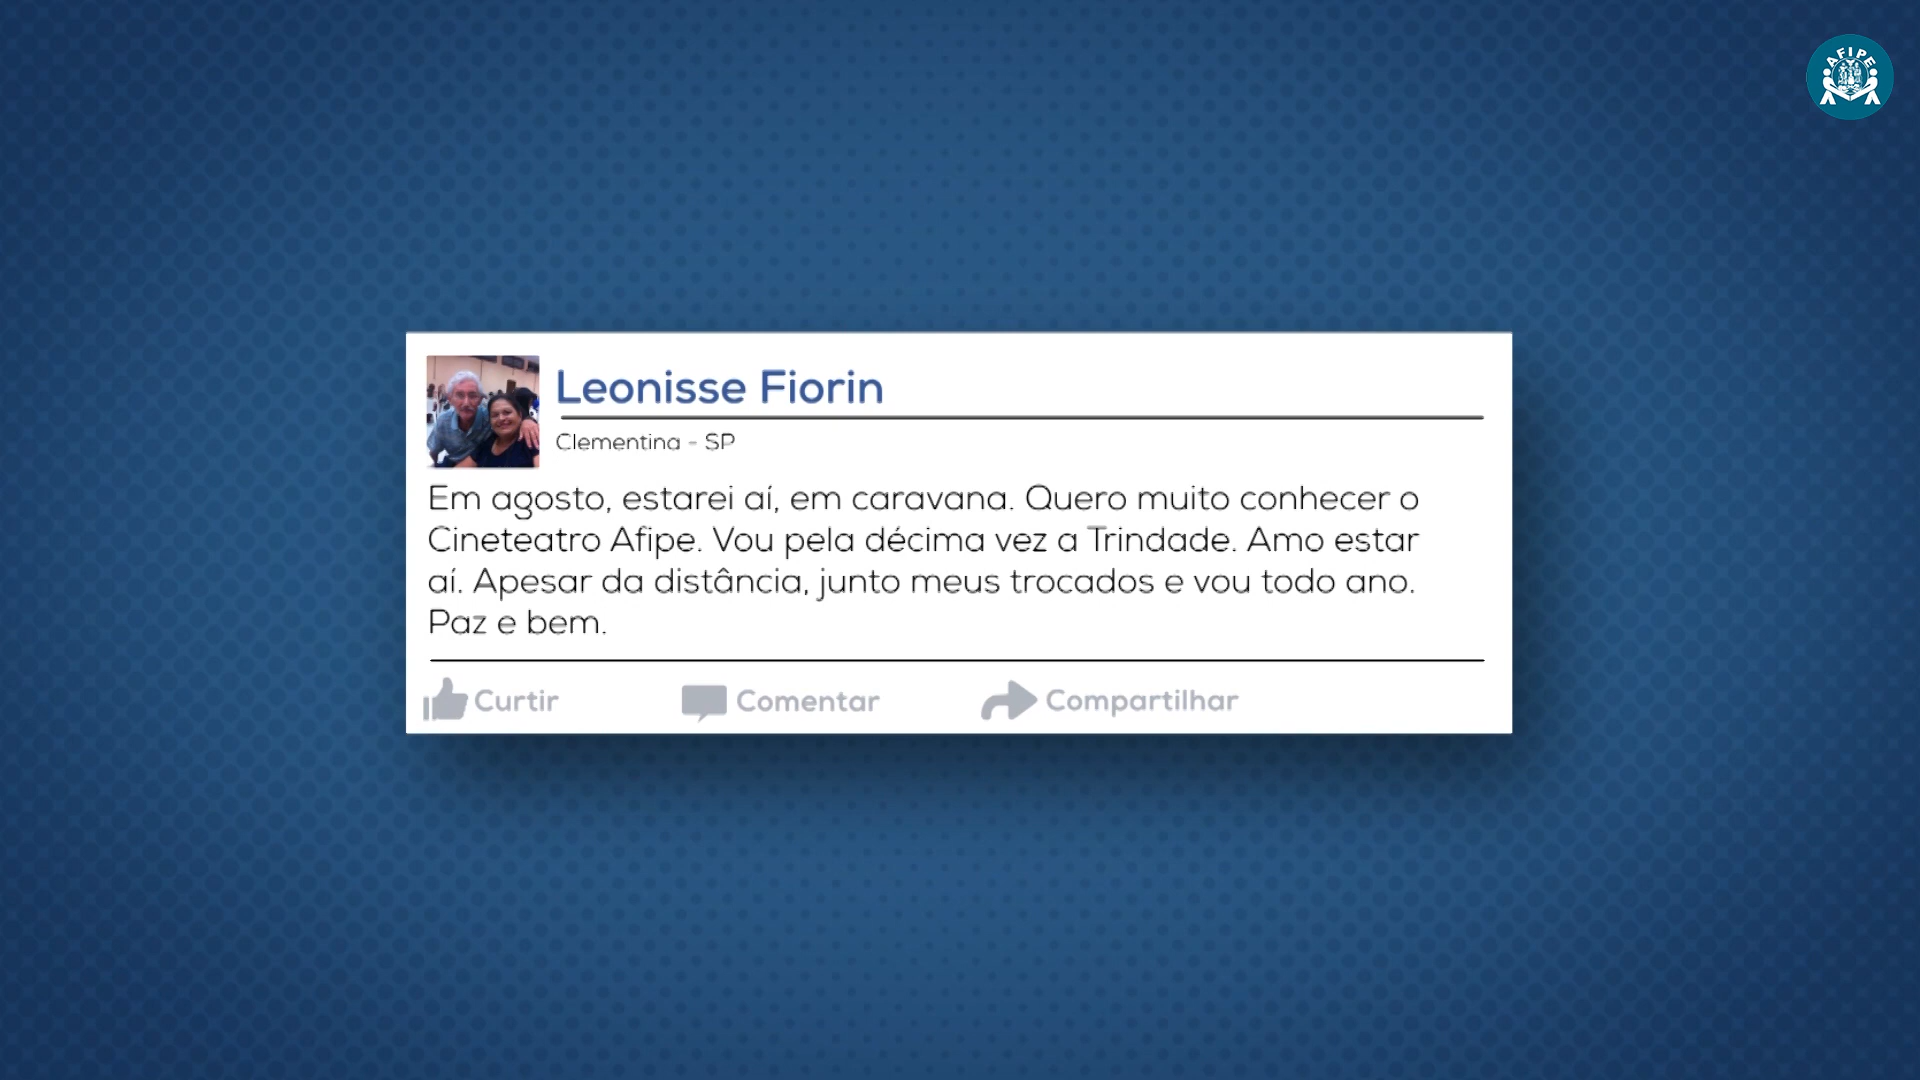 AFIPE
Leonisse Fiorin
Clementina - SP
Em agosto, estarei aí, em caravana. Quero muito conhecer o
Cineteatro Afipe. Vou pela décima vez a Trindade. Amo estar
aí. Apesar da distância, junto meus trocados e vou todo ano.
Paz e bem.
Curtir Comentar Compartilhar